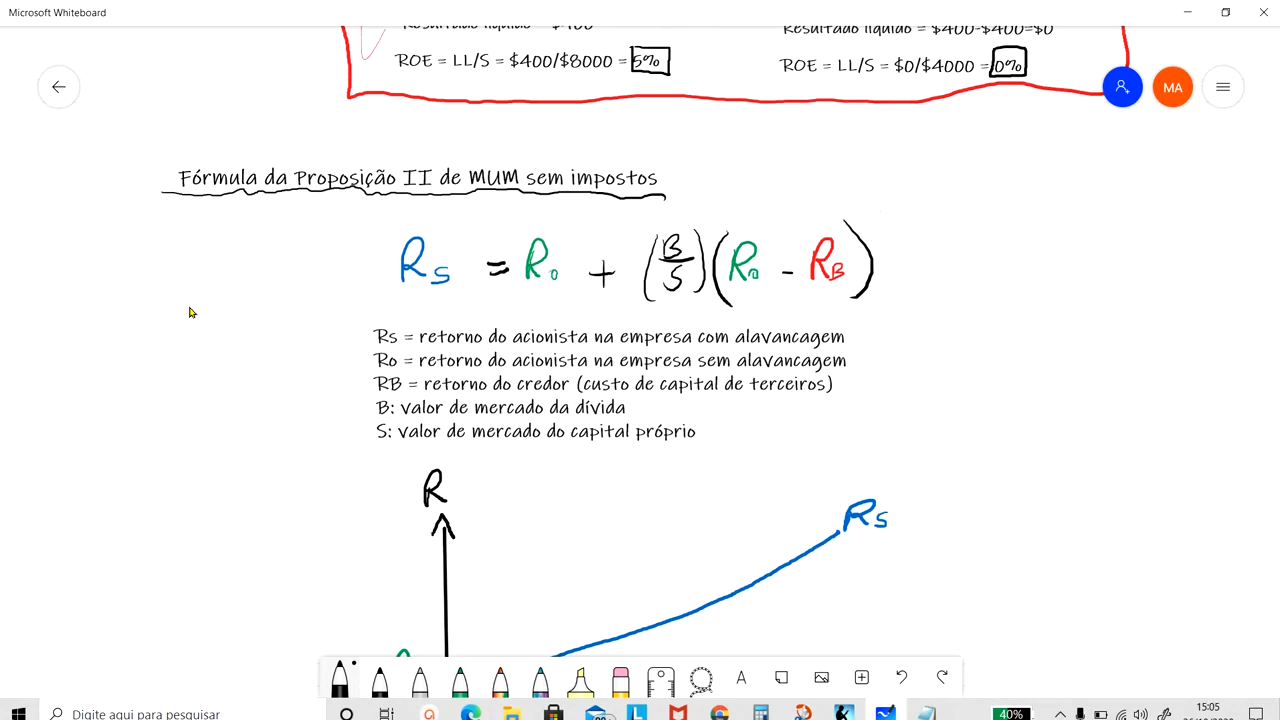 Microsoft Whiteboard
Resultado líquido = $400-$400=$0
ROE = LL/S = $400/$8000 = 5%
ROE = LL/S = $0/$4000 = 0%
MA
Fórmula da Proposição II de MUM sem impostos
Rs = Ro + (B/S)(Ro - RB)
Rs = retorno do acionista na empresa com alavancagem
Ro = retorno do acionista na empresa sem alavancagem
RB = retorno do credor (custo de capital de terceiros)
B: valor de mercado da dívida
S: valor de mercado do capital próprio
R
Rs
A
Digite aqui para pesquisar
40%
15:05